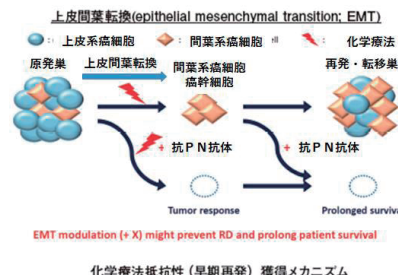 上皮間葉転換(epithelial mesenchymal transition: EMT)
: 上皮系癌細胞 : 間葉系癌細胞 : 化学療法
原発巣 上皮間葉転換 間葉系癌細胞 再発・転移巣
癌幹細胞
+ 抗PN抗体 + 抗PN抗体
Tumor response Prolonged surviva
EMT modulation (+ X) might prevent RD and prolong patient survival
化学療法抵抗性 (早期再発) 獲得メカニズム